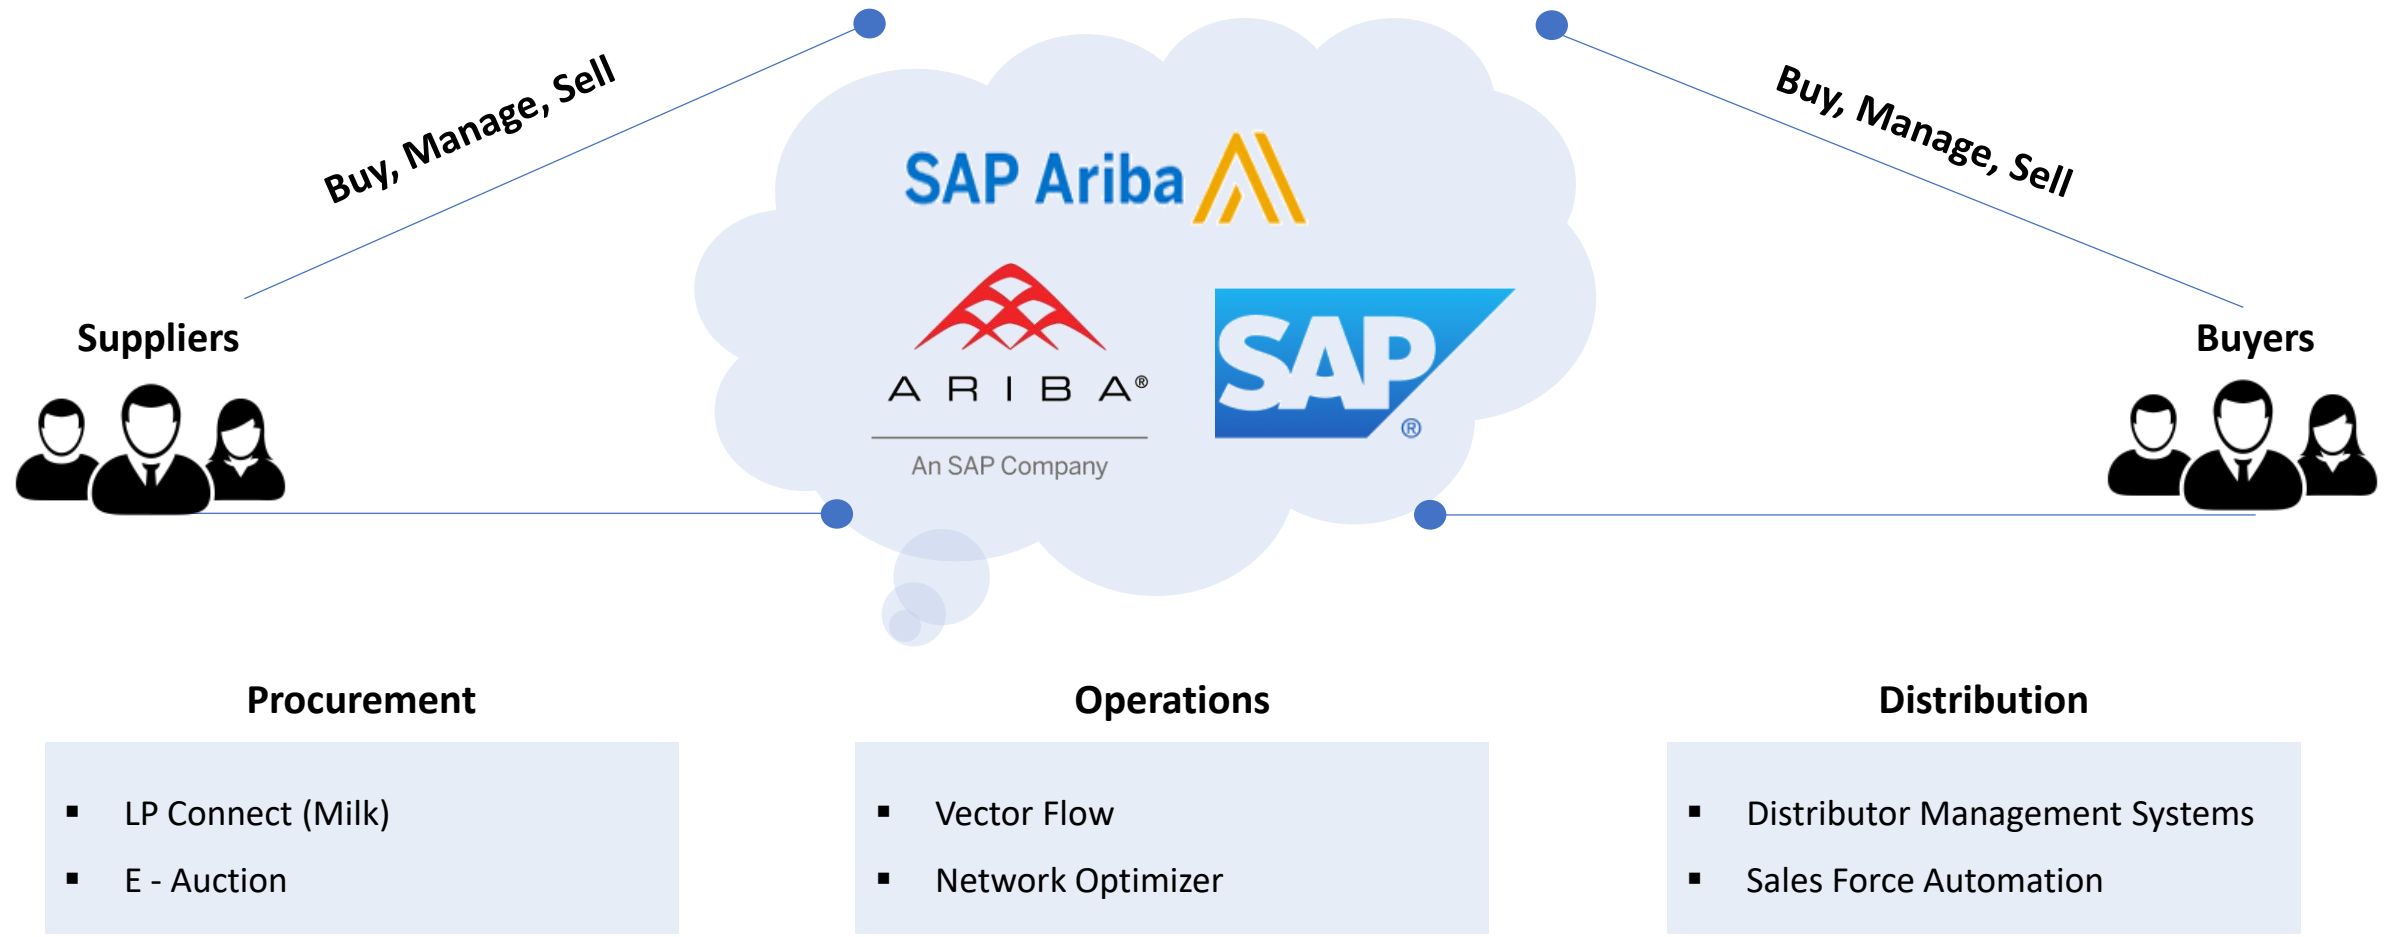 Buy, Manage, Sell
Buy, Manage, Sell
SAP Ariba
Suppliers
ARIBA®
An SAP Company
SAP®
Buyers
Procurement
▪ LP Connect (Milk)
▪ E - Auction
Operations
▪ Vector Flow
▪ Network Optimizer
Distribution
▪ Distributor Management Systems
▪ Sales Force Automation